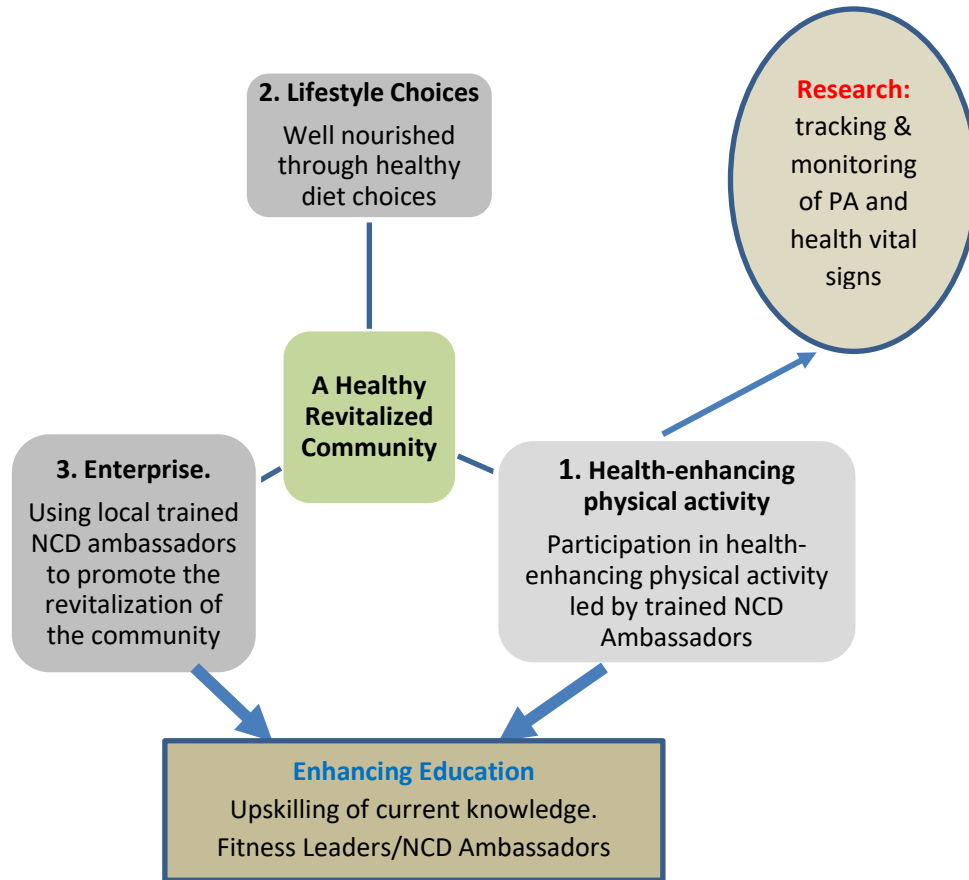 2. Lifestyle Choices
Well nourished
through healthy
diet choices
Research:
tracking &
monitoring
of PA and
health vital
signs
A Healthy
Revitalized
Community
3. Enterprise.
Using local trained
NCD ambassadors
to promote the
revitalization of
the community
1. Health-enhancing
physical activity
Participation in health-
enhancing physical activity
led by trained NCD
Ambassadors
Enhancing Education
Upskilling of current knowledge.
Fitness Leaders/NCD Ambassadors